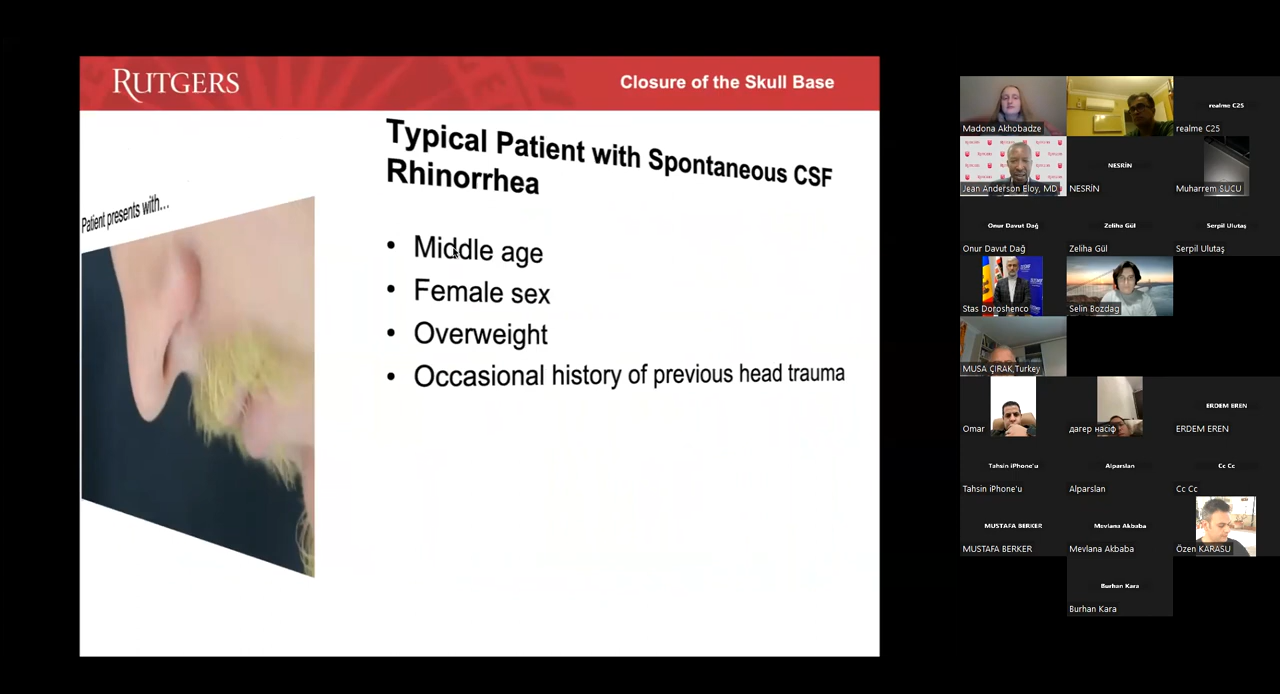 RUTGERS
Closure of the Skull Base
Typical Patient with Spontaneous CSF
Rhinorrhea
Patient presents with...
• Middle age
• Female sex
• Overweight
• Occasional history of previous head trauma
Madona Akhobadze
realme C25
realme C25
Jean Anderson Eloy, MD
NESRİN
NESRİN
Muharrem SUCU
Onur Davut Dağ
Onur Davut Dağ
Zeliha Gül
Zeliha Gül
Serpil Ulutaş
Serpil Ulutaş
Stas Doroshenco
Selin Bozdag
MUSA ÇIRAK Turkey
Omar
дагер насіф
ERDEM EREN
ERDEM EREN
Tahsin iPhone'u
Tahsin iPhone'u
Alparslan
Alparslan
Cc Cc
Cc Cc
MUSTAFA BERKER
MUSTAFA BERKER
Mevlana Akbaba
Mevlana Akbaba
Özen KARASU
Burhan Kara
Burhan Kara